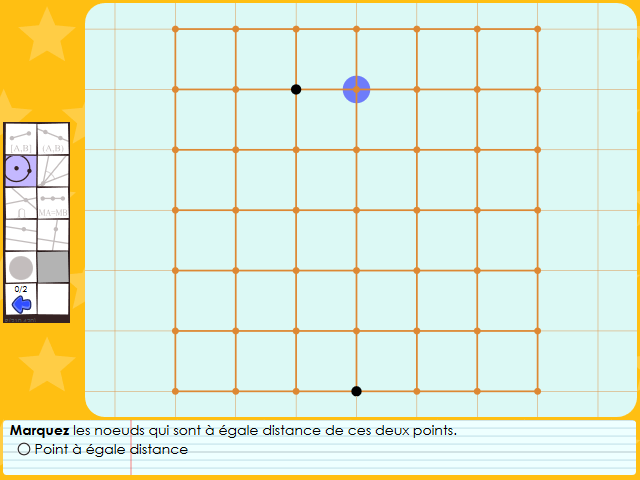 [A,B]
(A,B)
MA=MB
0/2
Marquez les noeuds qui sont à égale distance de ces deux points.
Point à égale distance